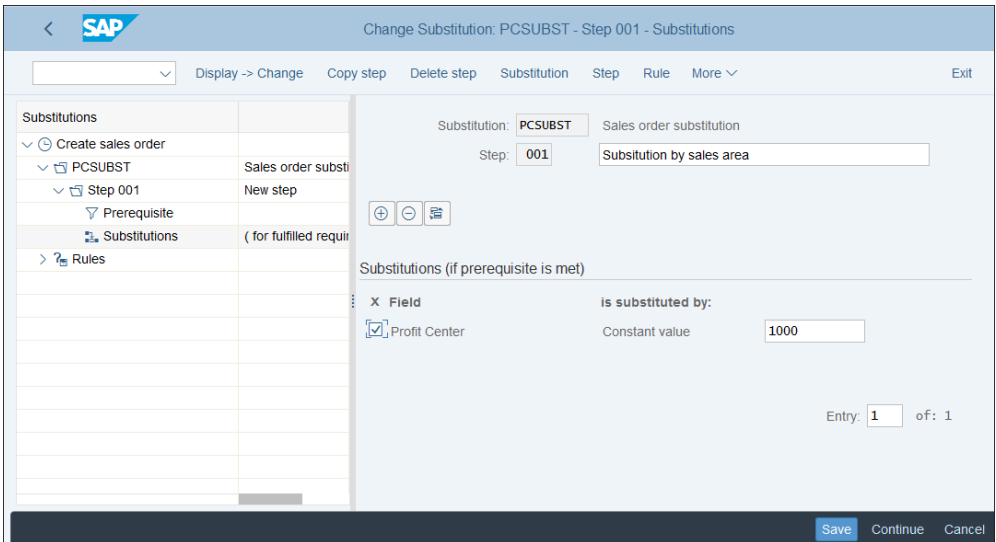 SAP
Change Substitution: PCSUBST - Step 001 - Substitutions
Display -> Change Copy step Delete step Substitution Step Rule More Exit
Substitutions
Create sales order
PCSUBST Sales order substi
Step 001 New step
Prerequisite
Substitutions ( for fulfilled requir
Rules
Substitution: PCSUBST Sales order substitution
Step: 001 Subsitution by sales area
Substitutions (if prerequisite is met)
X Field is substituted by:
Profit Center Constant value 1000
Entry: 1 of: 1
Save Continue Cancel